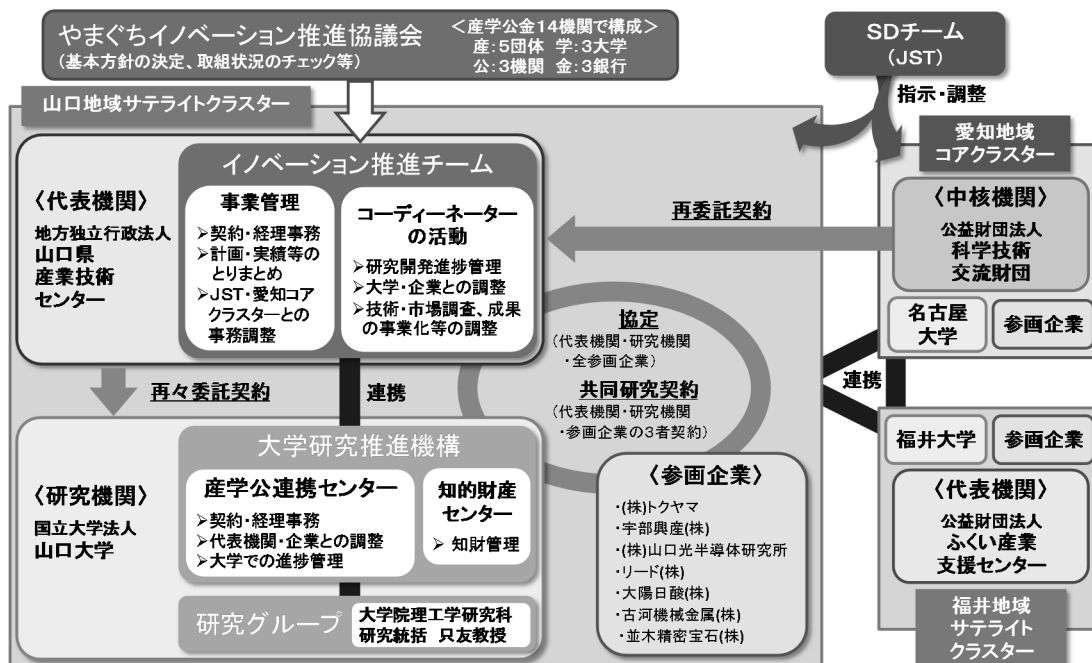 やまぐちイノベーション推進協議会
(基本方針の決定、取組状況のチェック等)
＜産学公金14機関で構成＞
産:5団体 学:3大学
公:3機関 金:3銀行
SDチーム
(JST)
指示・調整
山口地域サテライトクラスター
イノベーション推進チーム
〈代表機関〉
地方独立行政法人
山口県
産業技術
センター
事業管理
➢契約・経理事務
➢計画・実績等の
とりまとめ
➢JST・愛知コア
クラスターとの
事務調整
コーディーネーター
の活動
➢研究開発進捗管理
➢大学・企業との調整
➢技術・市場調査、成果
の事業化等の調整
再委託契約
愛知地域
コアクラスター
〈中核機関〉
公益財団法人
科学技術
交流財団
名古屋
大学
参画企業
協定
(代表機関・研究機関
・全参画企業)
共同研究契約
(代表機関・研究機関
・参画企業の3者契約)
再々委託契約
連携
連携
大学研究推進機構
〈研究機関〉
国立大学法人
山口大学
産学公連携センター
➢契約・経理事務
➢代表機関・企業との調整
➢大学での進捗管理
知的財産
センター
➢ 知財管理
研究グループ
大学院理工学研究科
研究統括 只友教授
〈参画企業〉
・(株)トクヤマ
・宇部興産(株)
・(株)山口光半導体研究所
・リード(株)
・大陽日酸(株)
・古河機械金属(株)
・並木精密宝石(株)
福井大学
参画企業
〈代表機関〉
公益財団法人
ふくい産業
支援センター
福井地域
サテライト
クラスター